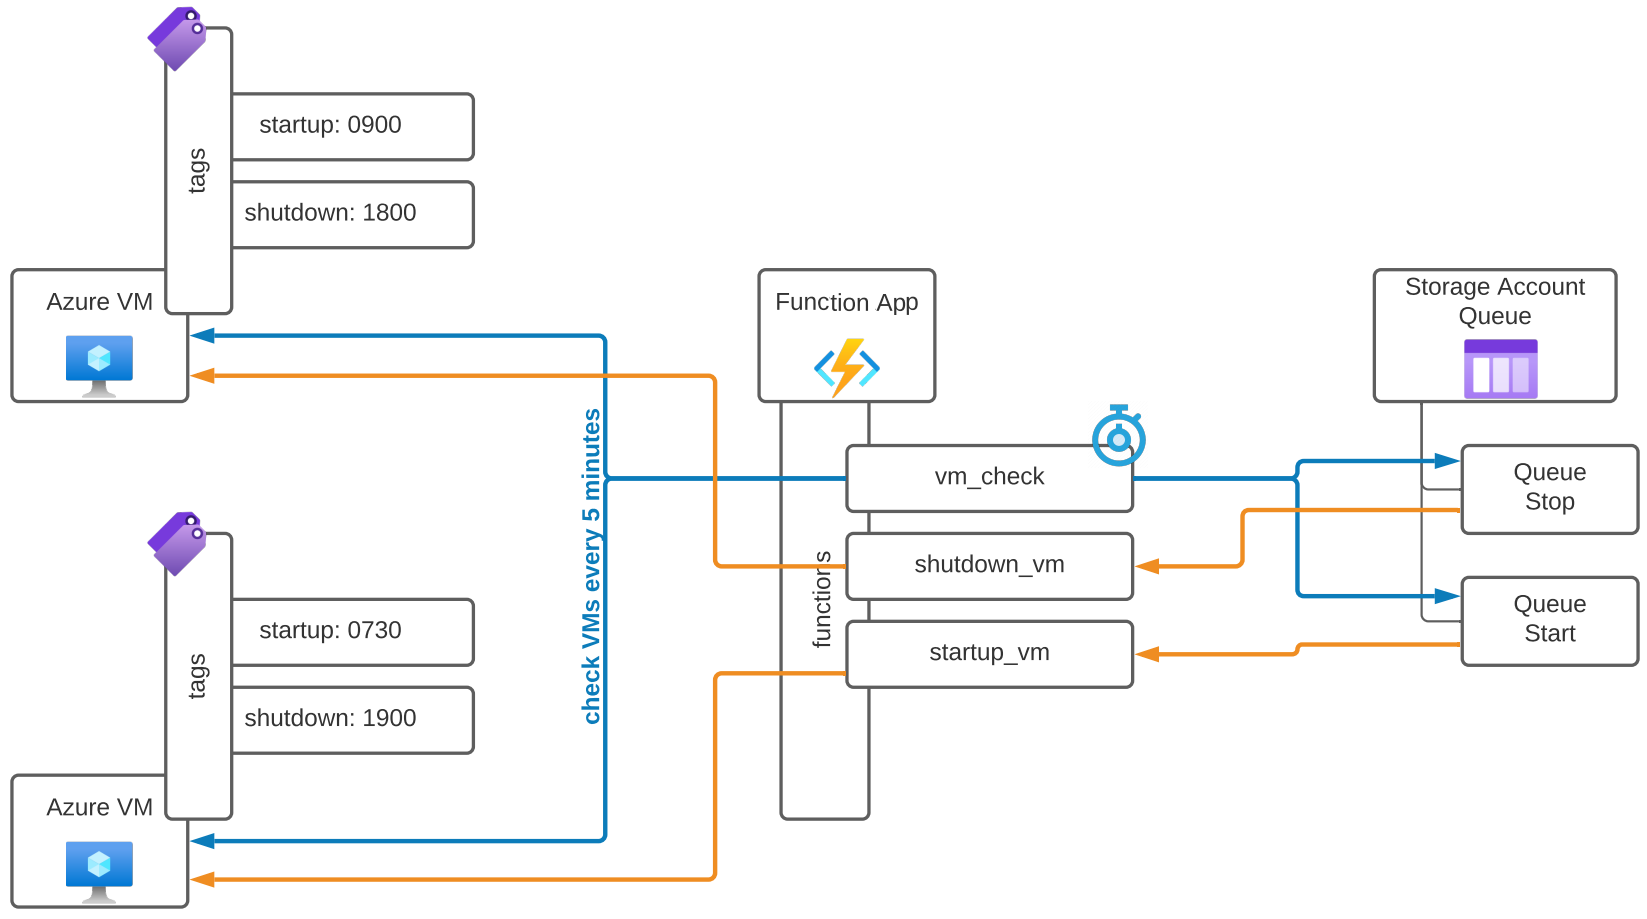 tags
startup: 0900
shutdown: 1800
Azure VM
Function App
Storage Account
Queue
check VMs every 5 minutes
functions
vm_check
shutdown_vm
startup_vm
Queue
Stop
Queue
Start
tags
startup: 0730
shutdown: 1900
Azure VM